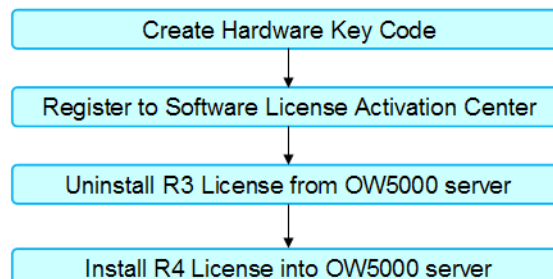 Create Hardware Key Code
Register to Software License Activation Center
Uninstall R3 License from OW5000 server
Install R4 License into OW5000 server